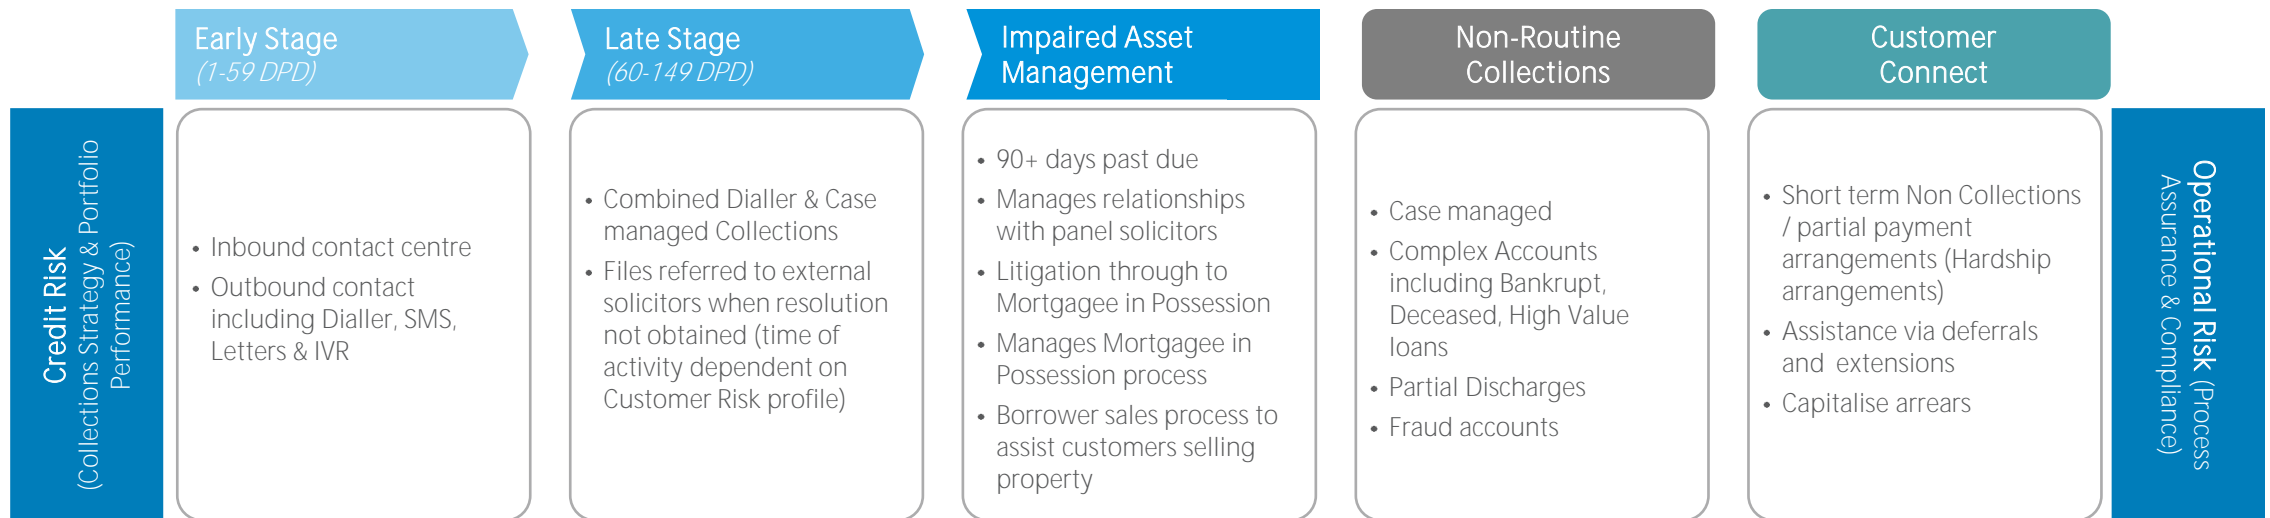 Early Stage
(1-59 DPD)
Late Stage
(60-149 DPD)
Impaired Asset
Management
Non-Routine
Collections
Customer
Connect
Credit Risk
(Collections Strategy & Portfolio
Performance)
• Inbound contact centre
• Outbound contact
including Dialler, SMS,
Letters & IVR
• Combined Dialler & Case
managed Collections
• Files referred to external
solicitors when resolution
not obtained (time of
activity dependent on
Customer Risk profile)
• 90+ days past due
• Manages relationships
with panel solicitors
• Litigation through to
Mortgagee in Possession
• Manages Mortgagee in
Possession process
• Borrower sales process to
assist customers selling
property
• Case managed
• Complex Accounts
including Bankrupt,
Deceased, High Value
loans
• Partial Discharges
• Fraud accounts
• Short term Non Collections
/ partial payment
arrangements (Hardship
arrangements)
• Assistance via deferrals
and extensions
• Capitalise arrears
Operational Risk (Process
Assurance & Compliance)